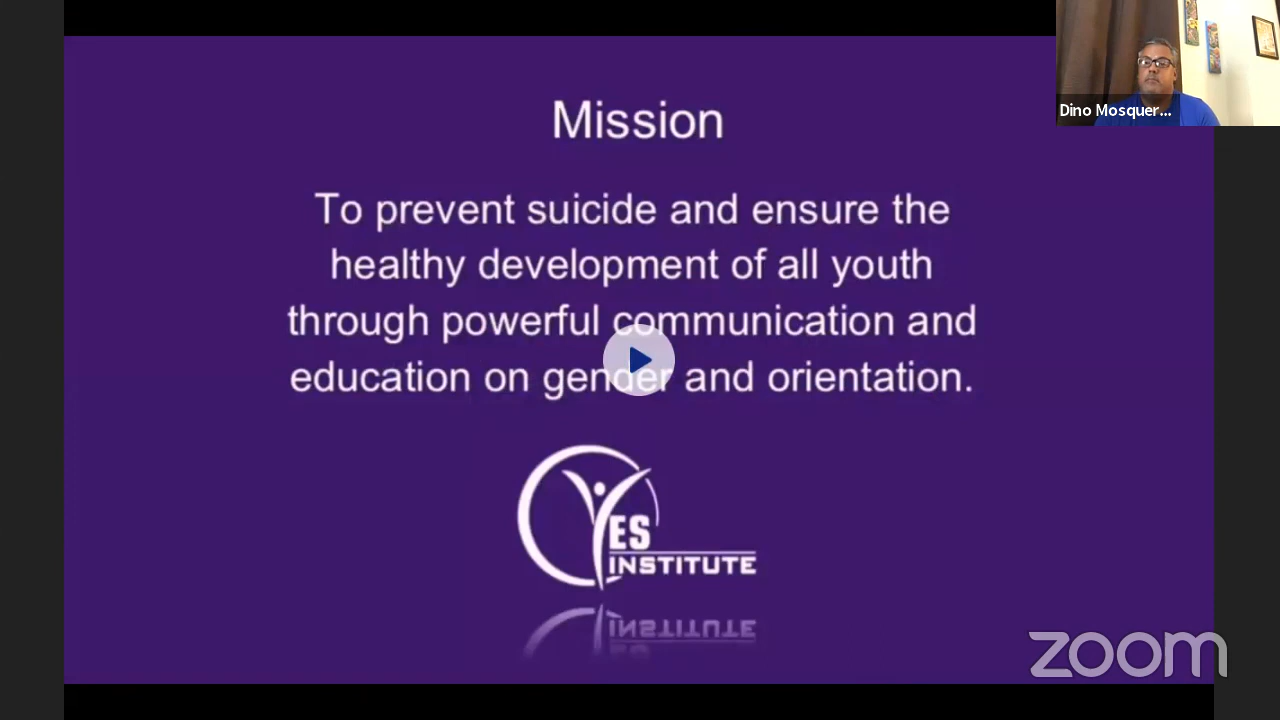 Mission
To prevent suicide and ensure the
healthy development of all youth
through powerful communication and
education on gender and orientation.
YES
INSTITUTE
Dino Mosquer...
zoom